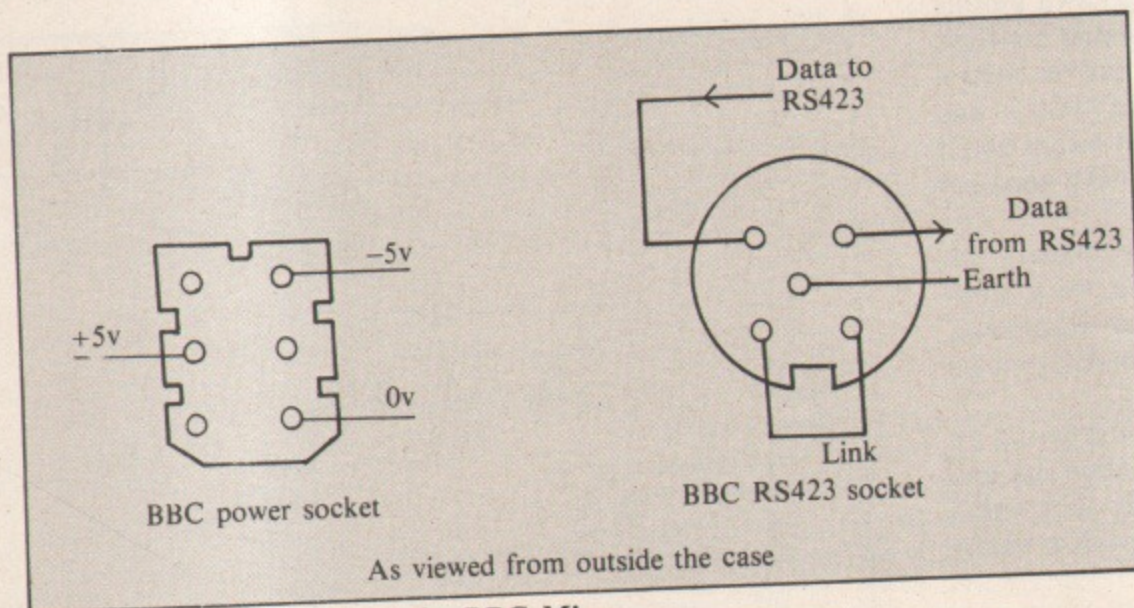 Data to
RS423
Data
from RS423
Earth
–5v
+5v
0v
Link
BBC power socket
BBC RS423 socket
As viewed from outside the case